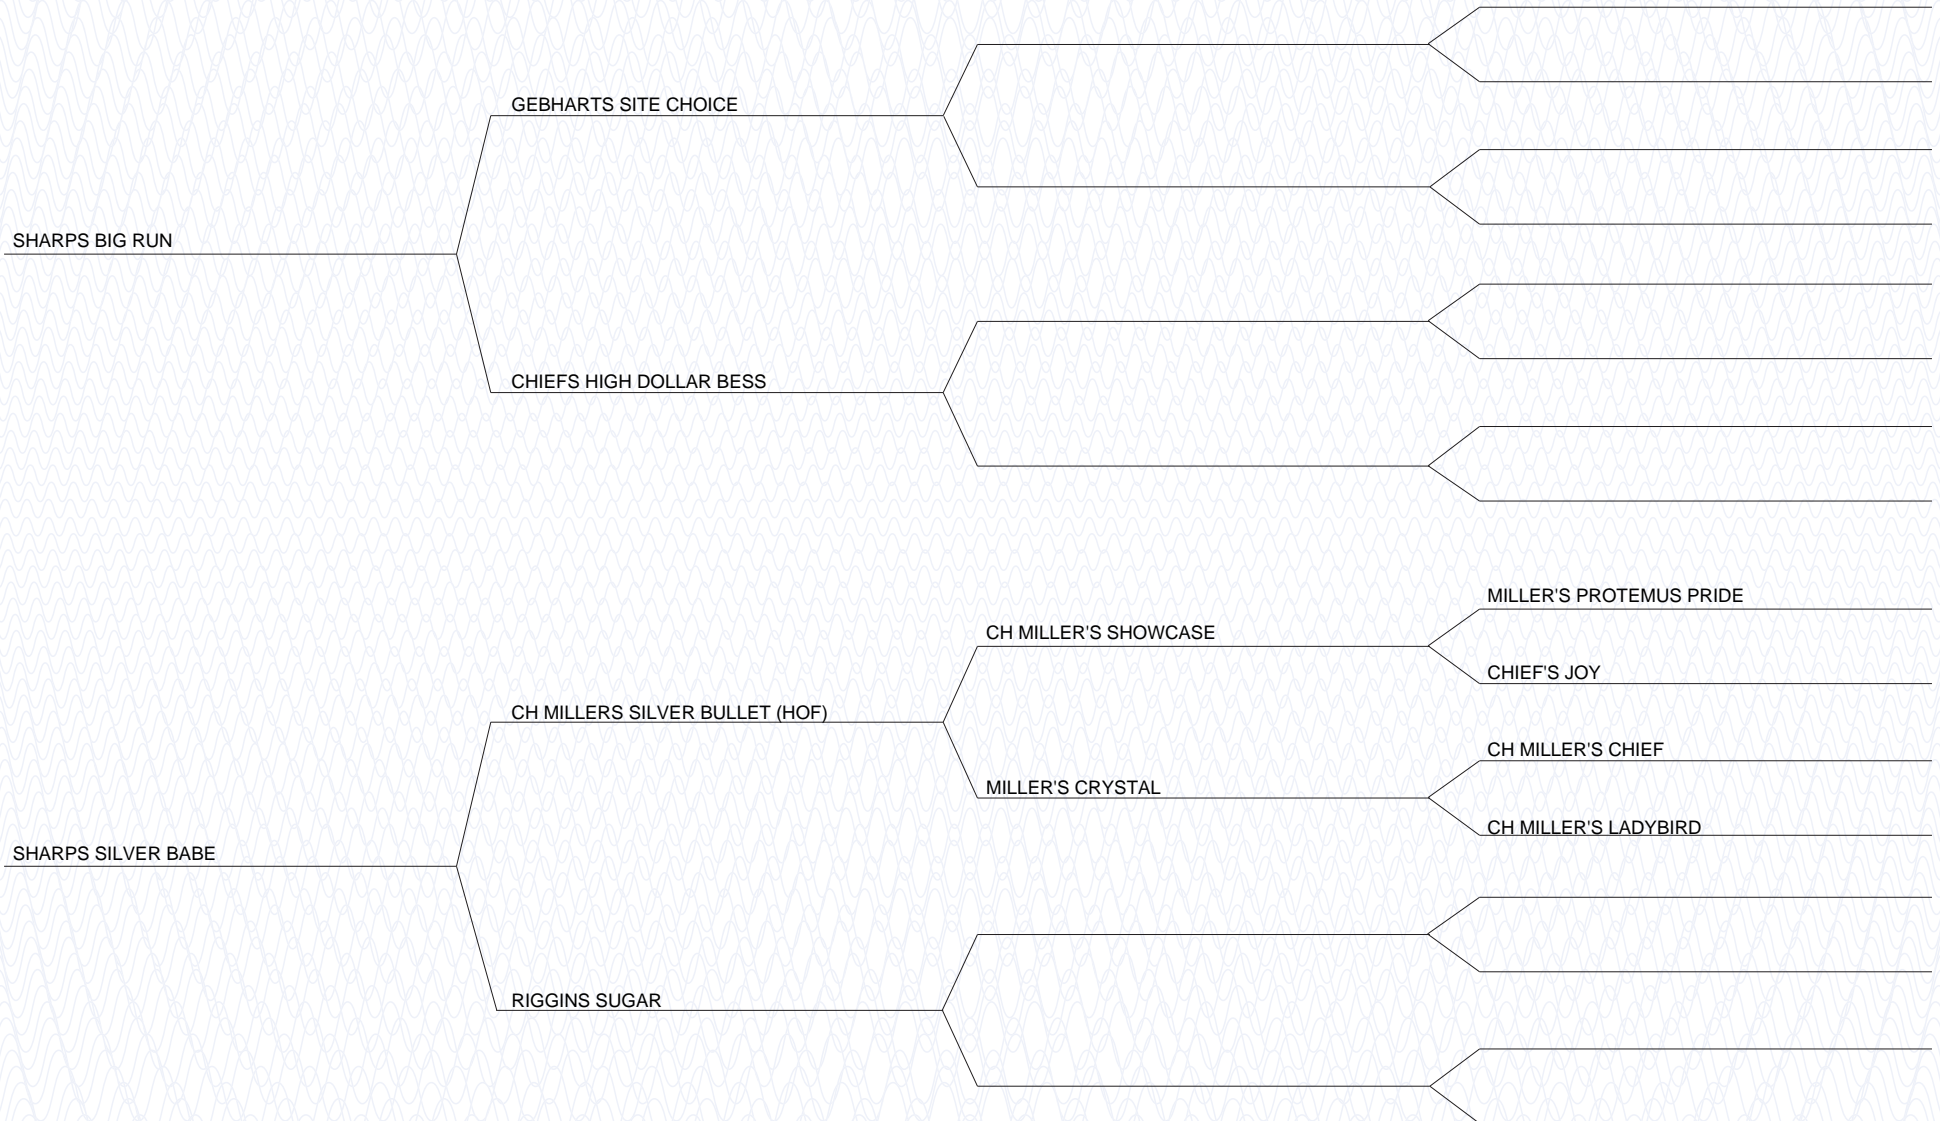 GEBHARTS SITE CHOICE
SHARPS BIG RUN
CHIEFS HIGH DOLLAR BESS
MILLER'S PROTEMUS PRIDE
CH MILLER'S SHOWCASE
CHIEF'S JOY
CH MILLERS SILVER BULLET (HOF)
CH MILLER'S CHIEF
MILLER'S CRYSTAL
CH MILLER'S LADYBIRD
SHARPS SILVER BABE
RIGGINS SUGAR